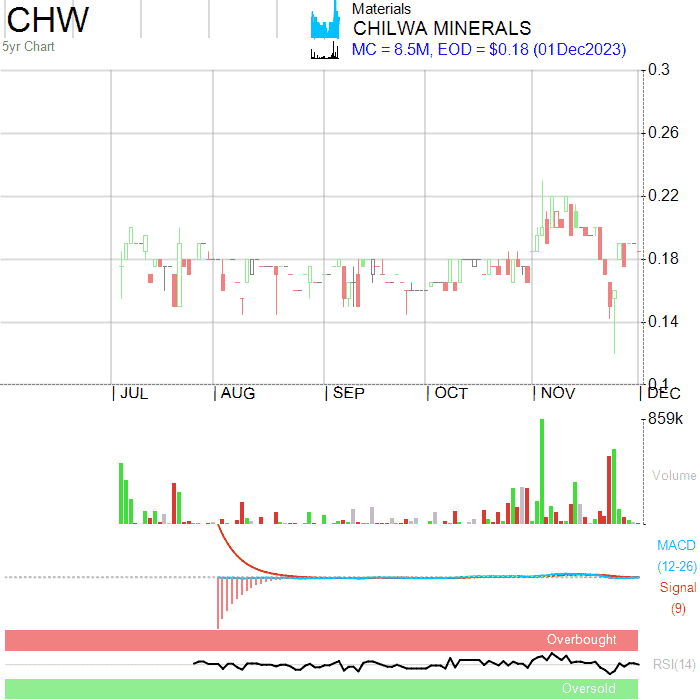 CHW
5yr Chart
Materials
CHILWA MINERALS
MC = 8.5M, EOD = $0.18 (01Dec2023)
0.3
0.26
0.22
0.18
0.14
0.1
JUL AUG SEP OCT NOV DEC
859k
Volume
MACD
(12-26)
Signal
(9)
Overbought
RSI(14)
Oversold